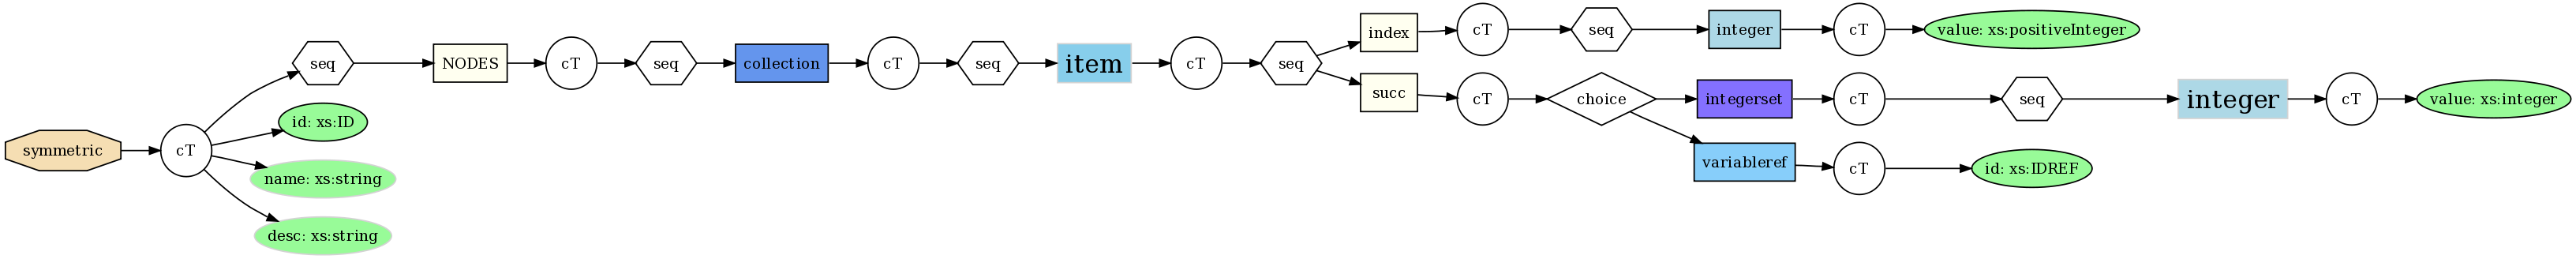 symmetric
cT
seq
id: xs:ID
name: xs:string
desc: xs:string
NODES
cT
seq
collection
cT
seq
item
cT
seq
index
cT
seq
integer
cT
value: xs:positiveInteger
succ
cT
choice
integerset
cT
seq
integer
cT
value: xs:integer
variableref
cT
id: xs:IDREF